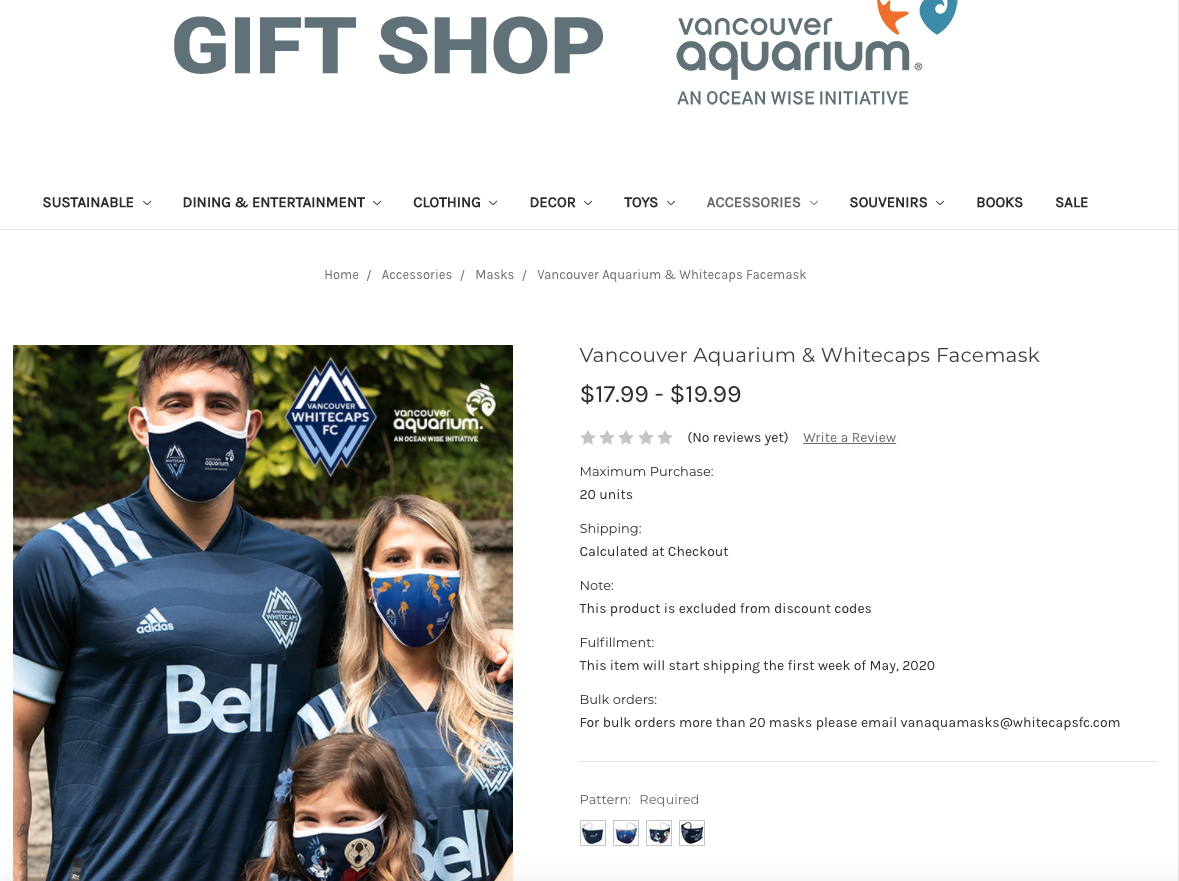 GIFT SHOP
vancouver
aquarium®
AN OCEAN WISE INITIATIVE
SUSTAINABLE DINING & ENTERTAINMENT CLOTHING DECOR TOYS ACCESSORIES SOUVENIRS BOOKS SALE
Home / Accessories / Masks / Vancouver Aquarium & Whitecaps Facemask
VANCOUVER
WHITECAPS
FC
vancouver
aquarium.
AN OCEAN WISE INITIATIVE
adidas
WHITECAPS
FC
Bell
FC
Bell
Vancouver Aquarium & Whitecaps Facemask
$17.99 - $19.99
(No reviews yet) Write a Review
Maximum Purchase:
20 units
Shipping:
Calculated at Checkout
Note:
This product is excluded from discount codes
Fulfillment:
This item will start shipping the first week of May, 2020
Bulk orders:
For bulk orders more than 20 masks please email vanaquamasks@whitecapsfc.com
Pattern: Required